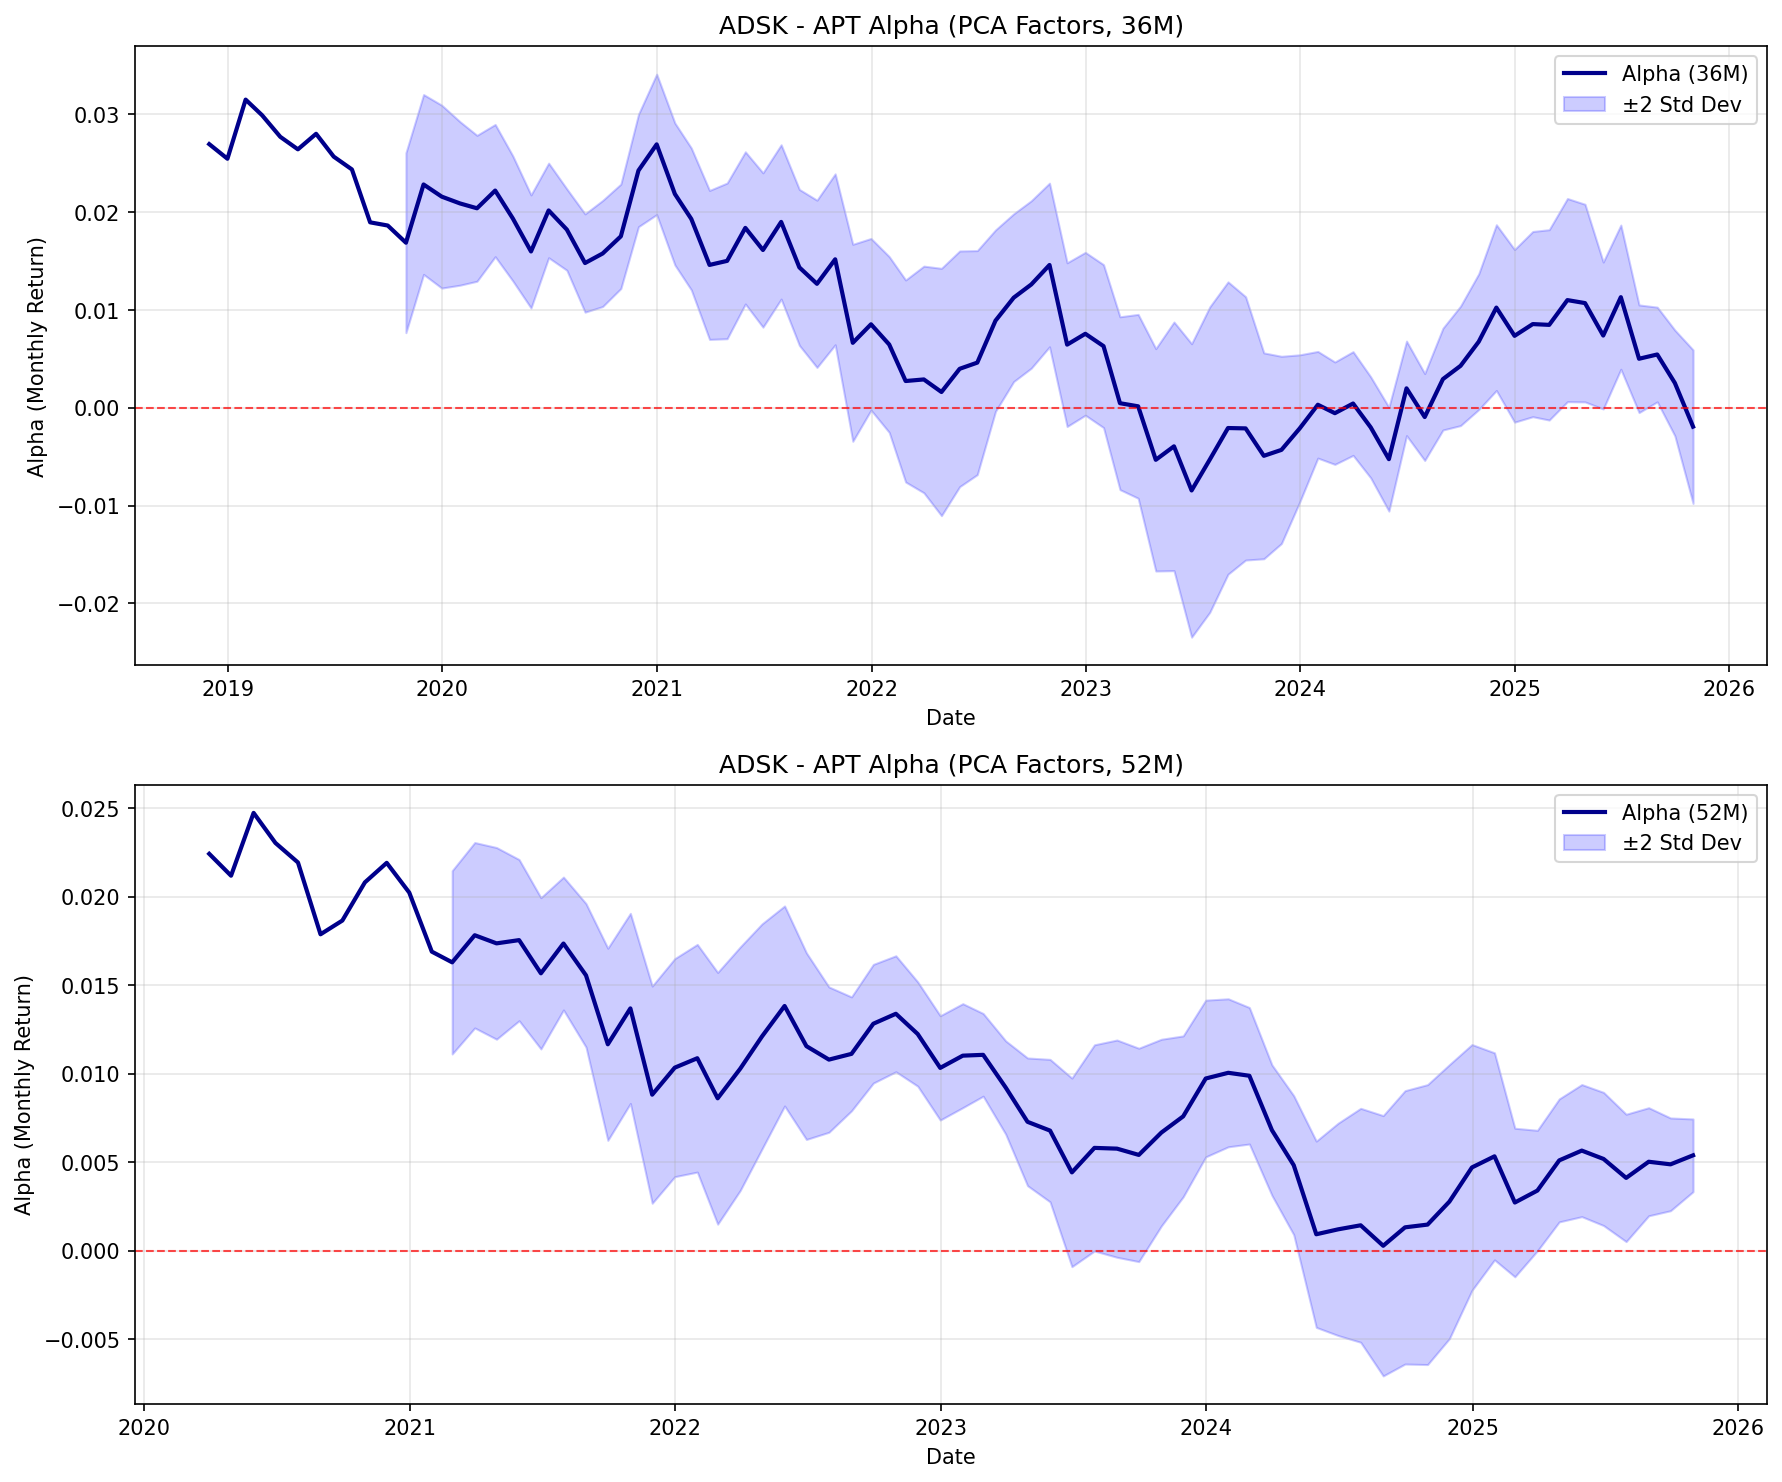 ADSK - APT Alpha (PCA Factors, 36M)
Alpha (36M)
±2 Std Dev
Alpha (Monthly Return)
0.03
0.02
0.01
0.00
−0.01
−0.02
2019 2020 2021 2022 2023 2024 2025 2026
Date
ADSK - APT Alpha (PCA Factors, 52M)
Alpha (52M)
±2 Std Dev
Alpha (Monthly Return)
0.025
0.020
0.015
0.010
0.005
0.000
−0.005
2020 2021 2022 2023 2024 2025 2026
Date